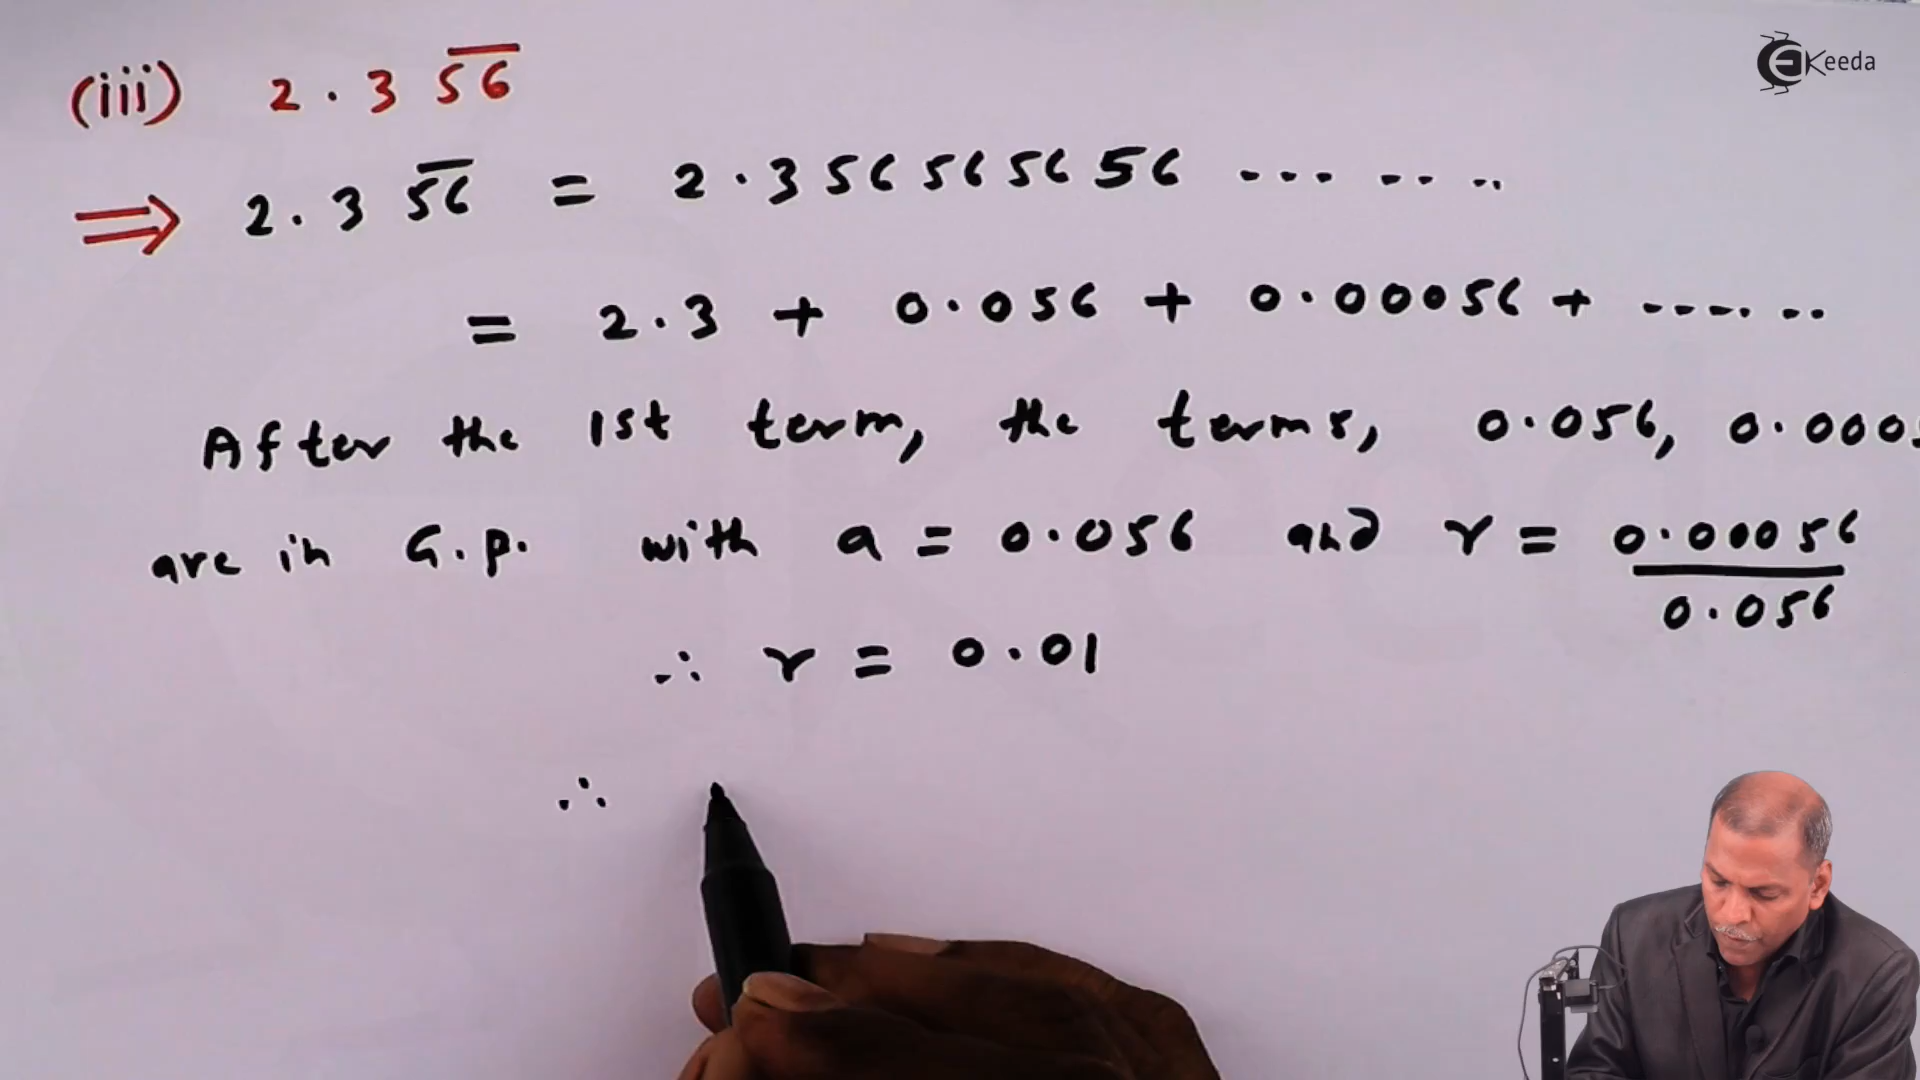 Keeda
(iii) 2.3 5̅6̅
⇒ 2.3 5̅6̅ = 2.356565656 ........
= 2.3 + 0.056 + 0.00056 + ......
After the 1st term, the terms, 0.056, 0.000
are in G.P. with a = 0.056 and r = 0.00056
0.056
∴ r = 0.01
∴